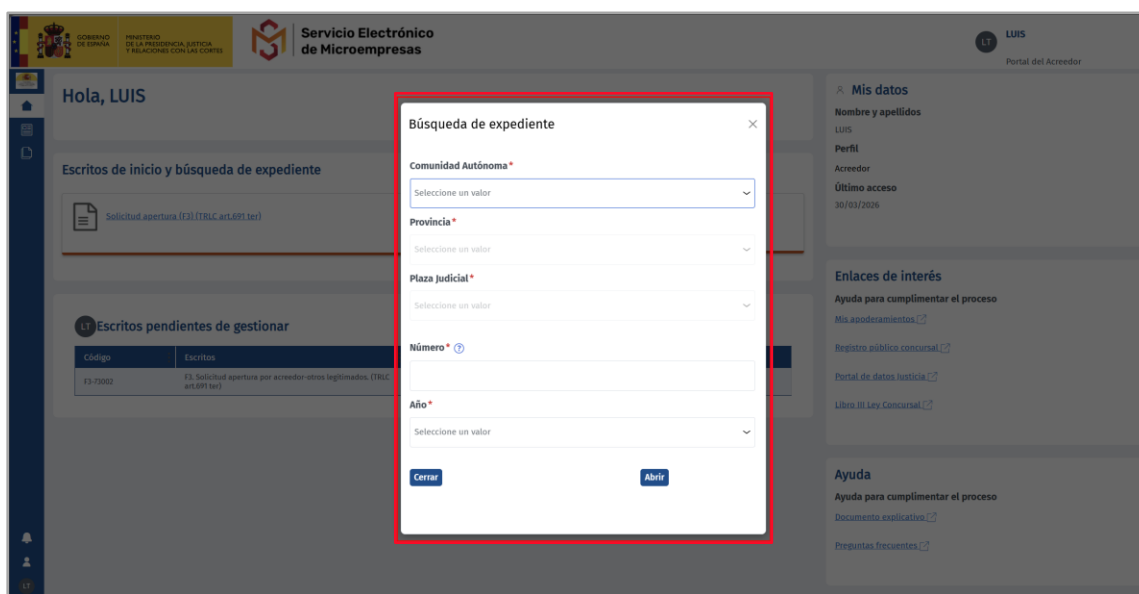 GOBIERNO
DE ESPAÑA
MINISTERIO
DE LA PRESIDENCIA, JUSTICIA
Y RELACIONES CON LAS CORTES
Servicio Electrónico
de Microempresas
LT
LUIS
Portal del Acreedor
Hola, LUIS
Escritos de inicio y búsqueda de expediente
Solicitud apertura (F3) (TRLC art.691 ter)
LT Escritos pendientes de gestionar
Código
Escritos
F3-73002
F3. Solicitud apertura por acreedor-otros legitimados. (TRLC
art.691 ter)
Búsqueda de expediente
Comunidad Autónoma*
Seleccione un valor
Provincia*
Seleccione un valor
Plaza Judicial*
Seleccione un valor
Número* ?
Año*
Seleccione un valor
Cerrar
Abrir
Mis datos
Nombre y apellidos
LUIS
Perfil
Acreedor
Último acceso
30/03/2026
Enlaces de interés
Ayuda para cumplimentar el proceso
Mis apoderamientos
Registro público concursal
Portal de datos Justicia
Libro III Ley Concursal
Ayuda
Ayuda para cumplimentar el proceso
Documento explicativo
Preguntas frecuentes
LT